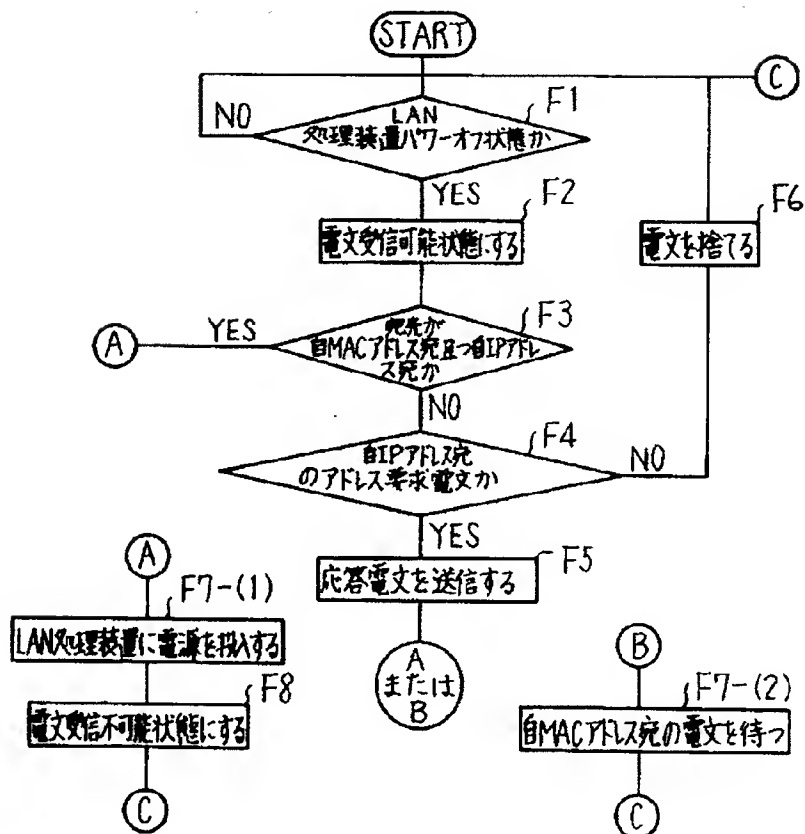 START
C
F1
NO
LAN
処理装置パワーオフ状態か
YES
F2
F6
電文受信可能状態にする
電文を捨てる
F3
YES
宛先が
A
自MACアドレス宛且つ自IPアドレ
ス宛か
NO
F4
自IPアドレス宛
のアドレス要求電文か
NO
YES
A
F5
応答電文を送信する
F7-(1)
LAN処理装置に電源を投入する
A
または
B
B
F8
F7-(2)
電文受信不可能状態にする
自MACアドレス宛の電文を待つ
C
C